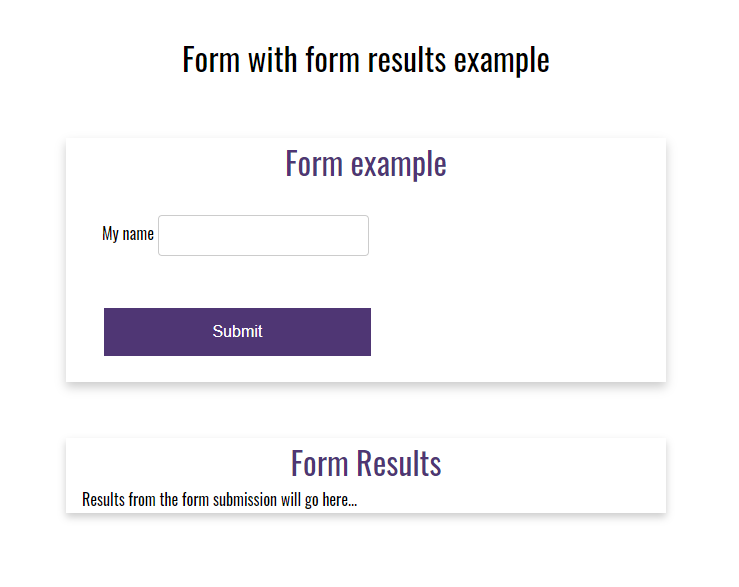 Form with form results example
Form example
My name
Submit
Form Results
Results from the form submission will go here...